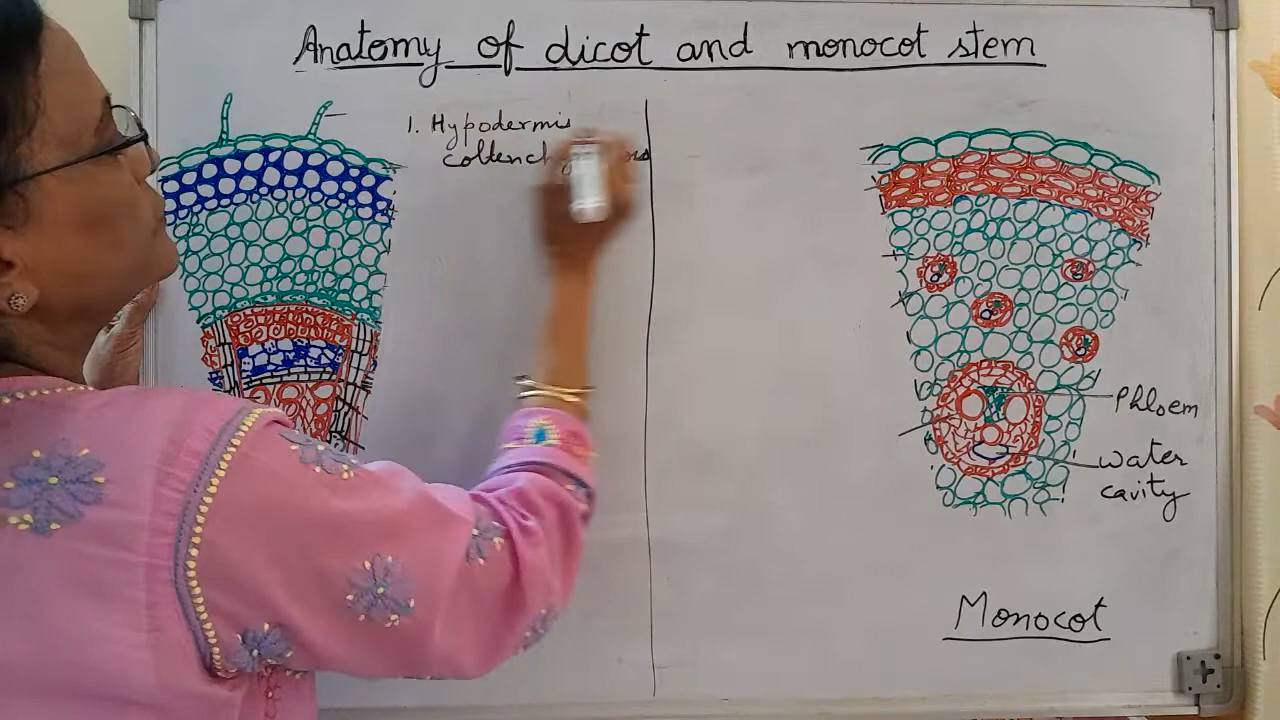 Anatomy of dicot and monocot stem
1. Hypodermis
Phloem
water
cavity
Monocot